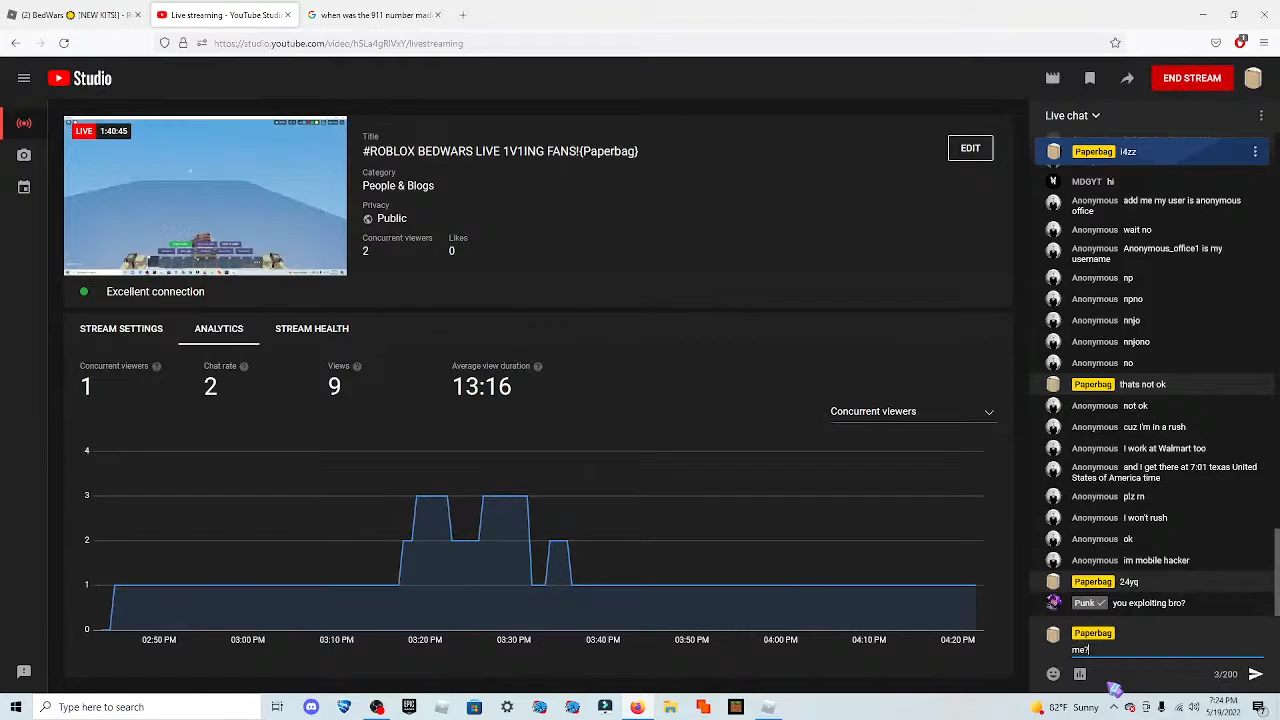 (2) BedWars 🌞 [NEW KITS!] - R
Live streaming - YouTube Studio
when was the 911 number ma
https://studio.youtube.com/video/hSLa4gRIVxY/livestreaming
Studio
END STREAM
LIVE 1:40:45
Title
#ROBLOX BEDWARS LIVE 1V1ING FANS!{Paperbag}
EDIT
Category
People & Blogs
Privacy
Public
Concurrent viewers Likes
2 0
Excellent connection
STREAM SETTINGS ANALYTICS STREAM HEALTH
Concurrent viewers Chat rate Views Average view duration
1 2 9 13:16
Concurrent viewers
4
3
2
1
0
02:50 PM 03:00 PM 03:10 PM 03:20 PM 03:30 PM 03:40 PM 03:50 PM 04:00 PM 04:10 PM 04:20 PM
Live chat
Paperbag i4zz
MDGYT hi
Anonymous add me my user is anonymous
office
Anonymous wait no
Anonymous Anonymous_office1 is my
username
Anonymous np
Anonymous npno
Anonymous nnjo
Anonymous nnjono
Anonymous no
Paperbag thats not ok
Anonymous not ok
Anonymous cuz I'm in a rush
Anonymous I work at Walmart too
Anonymous and I get there at 7:01 texas United
States of America time
Anonymous plz rn
Anonymous I won't rush
Anonymous ok
Anonymous im mobile hacker
Paperbag 24yq
Punk you exploiting bro?
Paperbag
me?
3/200
Type here to search
82°F Sunny
7:24 PM
5/19/2022